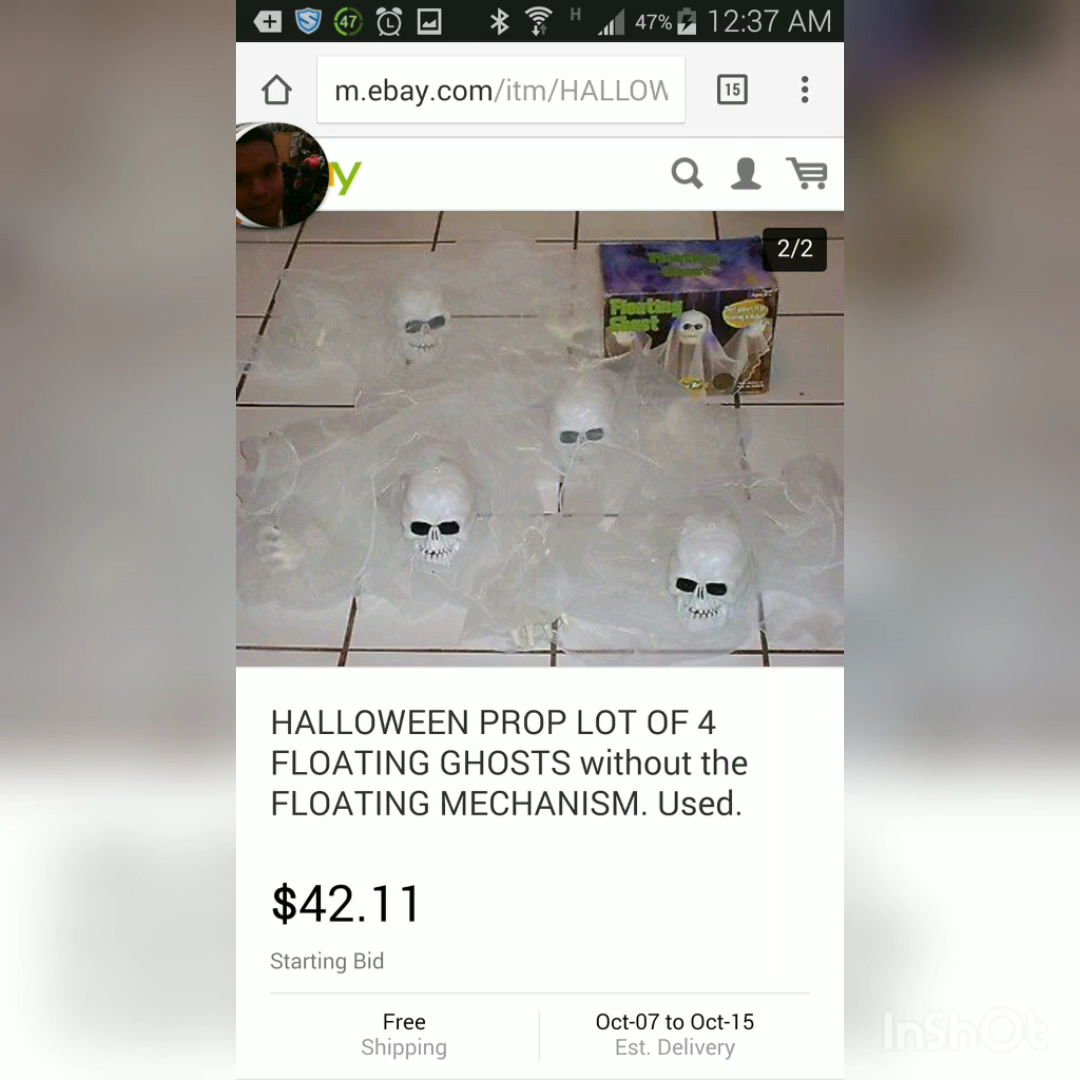 47
H
47%
12:37 AM
m.ebay.com/itm/HALLOW
15
y
2/2
Floating
Ghost
Floating
Ghost
HALLOWEEN PROP LOT OF 4
FLOATING GHOSTS without the
FLOATING MECHANISM. Used.
$42.11
Starting Bid
Free
Shipping
Oct-07 to Oct-15
Est. Delivery
InShOt